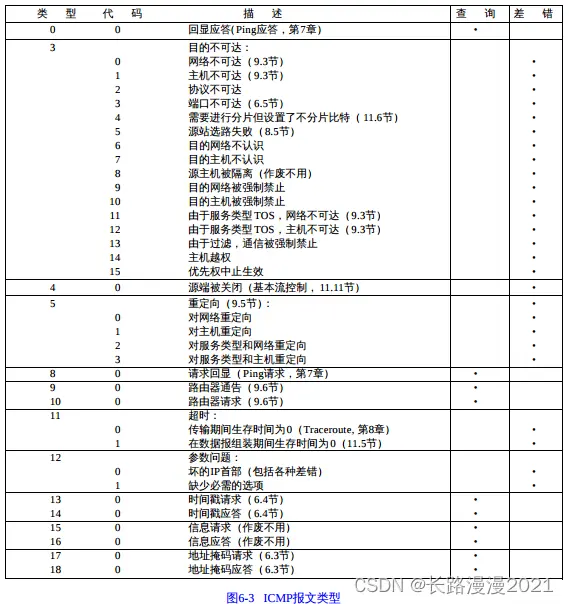 类 型 代 码 描 述 查 询 差 错
0 0 回显应答(Ping应答，第7章) •
3 目的不可达：
0 网络不可达（9.3节） •
1 主机不可达（9.3节） •
2 协议不可达 •
3 端口不可达（6.5节） •
4 需要进行分片但设置了不分片比特（11.6节） •
5 源站选路失败（8.5节） •
6 目的网络不认识 •
7 目的主机不认识 •
8 源主机被隔离（作废不用） •
9 目的网络被强制禁止 •
10 目的主机被强制禁止 •
11 由于服务类型TOS，网络不可达（9.3节） •
12 由于服务类型TOS，主机不可达（9.3节） •
13 由于过滤，通信被强制禁止 •
14 主机越权 •
15 优先权中止生效 •
4 0 源端被关闭（基本流控制，11.11节） •
5 重定向（9.5节）： •
0 对网络重定向 •
1 对主机重定向 •
2 对服务类型和网络重定向 •
3 对服务类型和主机重定向 •
8 0 请求回显（Ping请求，第7章） •
9 0 路由器通告（9.6节） •
10 0 路由器请求（9.6节） •
11 超时：
0 传输期间生存时间为0（Traceroute, 第8章） •
1 在数据报组装期间生存时间为0（11.5节） •
12 参数问题：
0 坏的IP首部（包括各种差错） •
1 缺少必需的选项 •
13 0 时间戳请求（6.4节） •
14 0 时间戳应答（6.4节） •
15 0 信息请求（作废不用） •
16 0 信息应答（作废不用） •
17 0 地址掩码请求（6.3节） •
18 0 地址掩码应答（6.3节） •
CSDN @长路漫漫2021
图6-3 ICMP报文类型